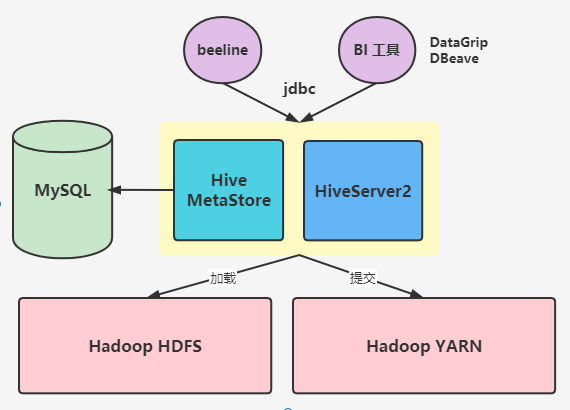 beeline
BI 工具
DataGrip
DBeave
jdbc
MySQL
Hive
MetaStore
HiveServer2
加载
提交
Hadoop HDFS
Hadoop YARN